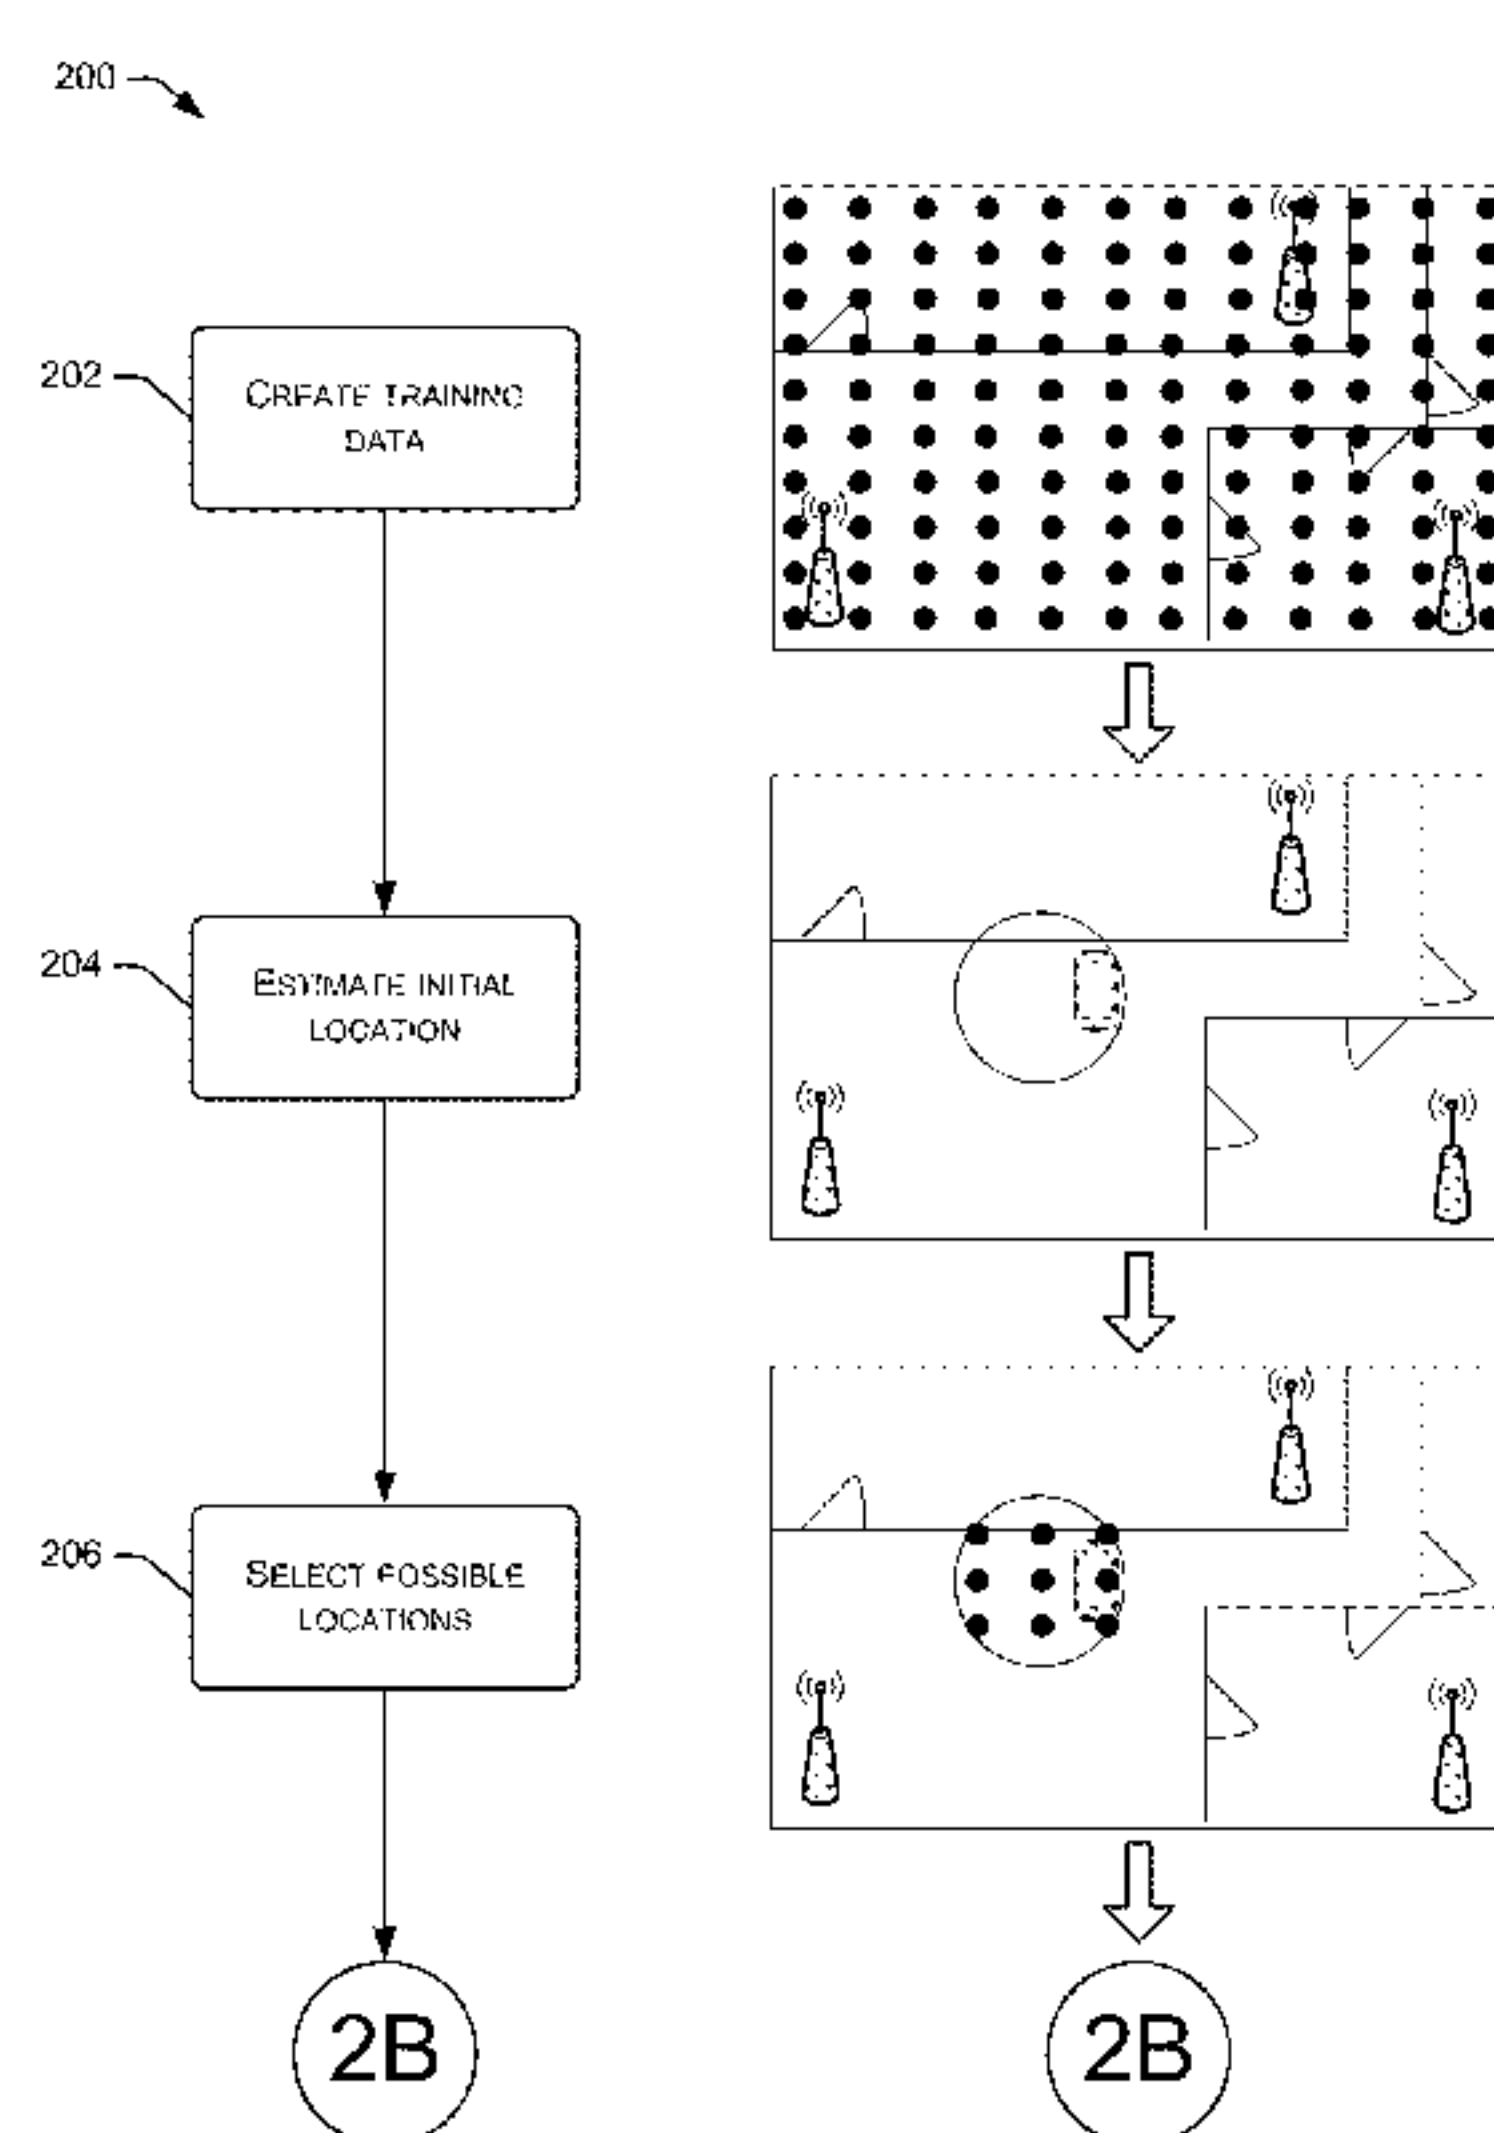 200
202
CREATE TRAINING
DATA
204
ESTIMATE INITIAL
LOCATION
206
SELECT POSSIBLE
LOCATIONS
2B
2B